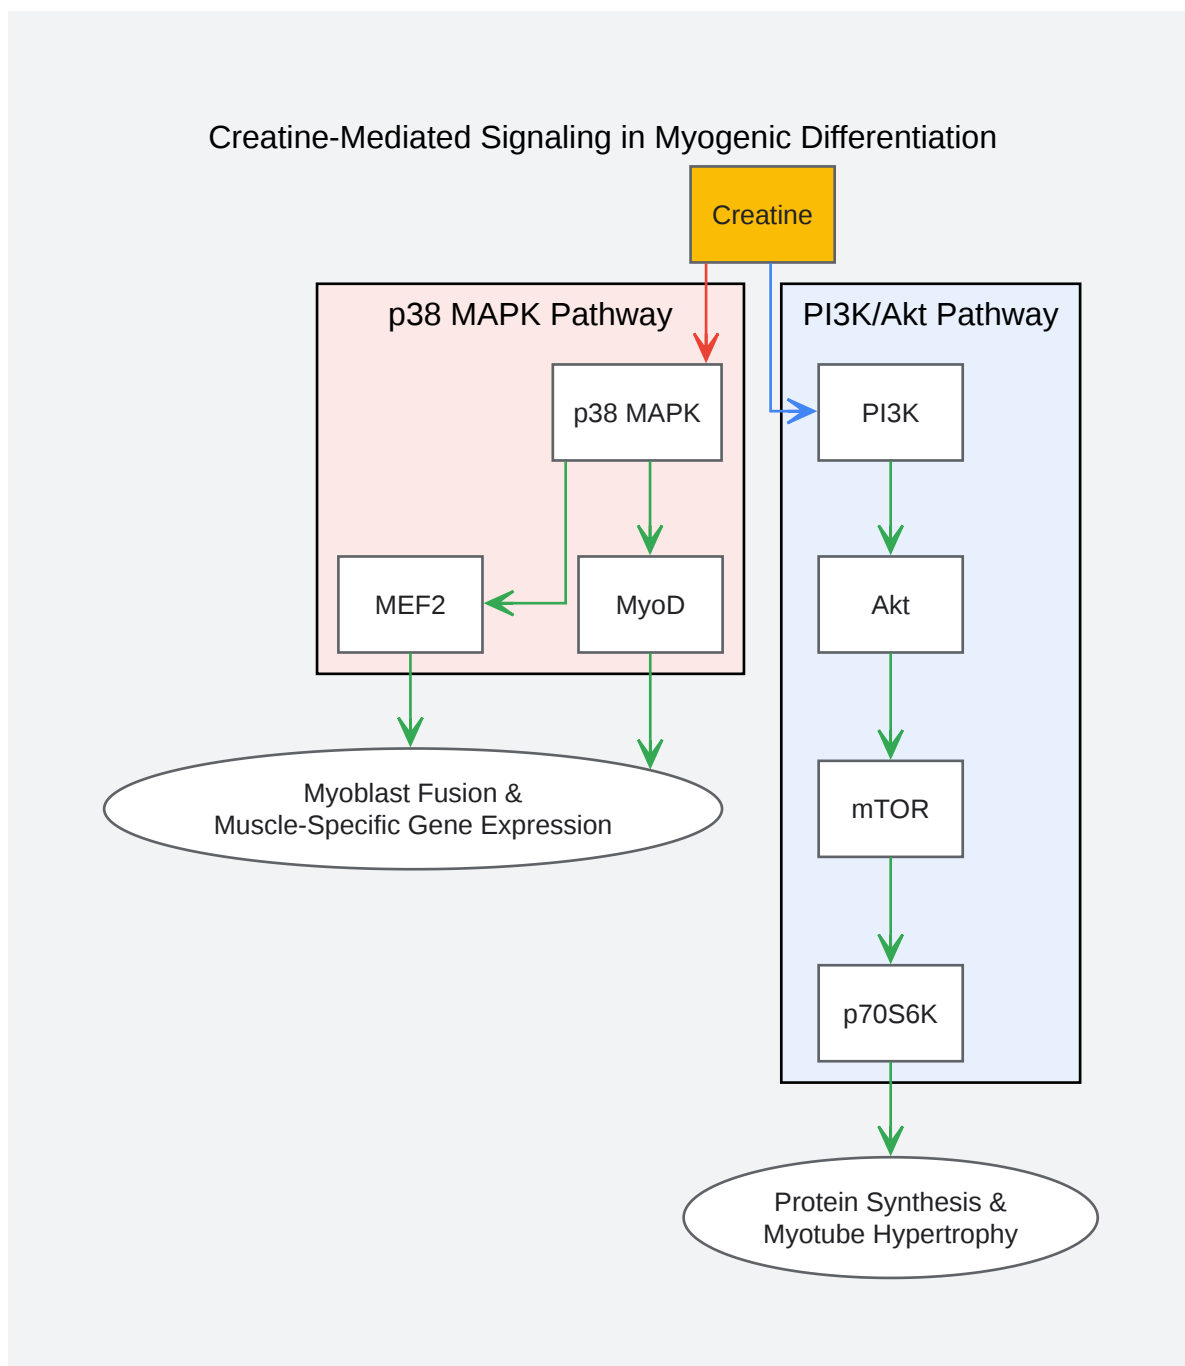 Creatine-Mediated Signaling in Myogenic Differentiation
Creatine
p38 MAPK Pathway
PI3K/Akt Pathway
p38 MAPK
PI3K
MEF2
MyoD
Akt
Myoblast Fusion &
Muscle-Specific Gene Expression
mTOR
p70S6K
Protein Synthesis &
Myotube Hypertrophy